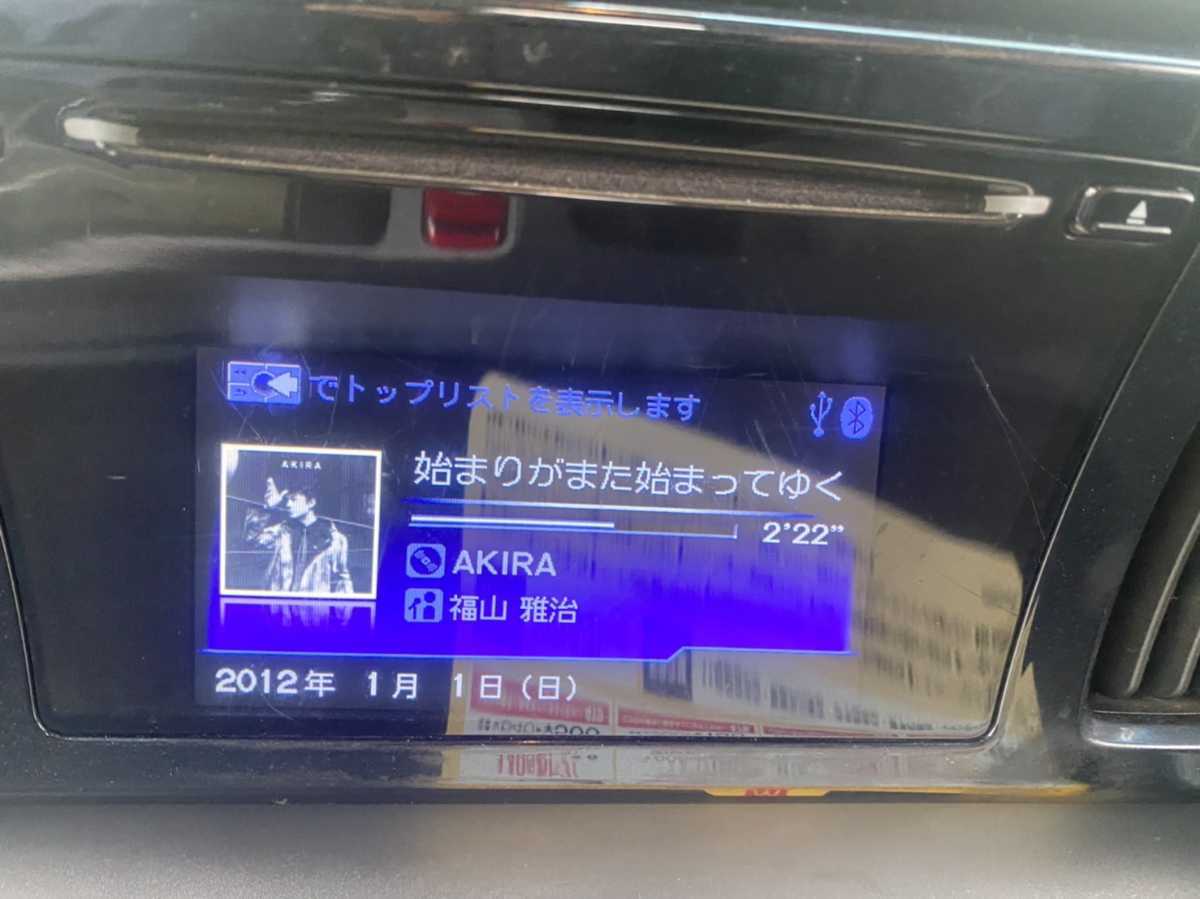 でトップリストを表示します
AKIRA
始まりがまた始まってゆく
2'22"
AKIRA
福山 雅治
2012年 1月 1日 (日)